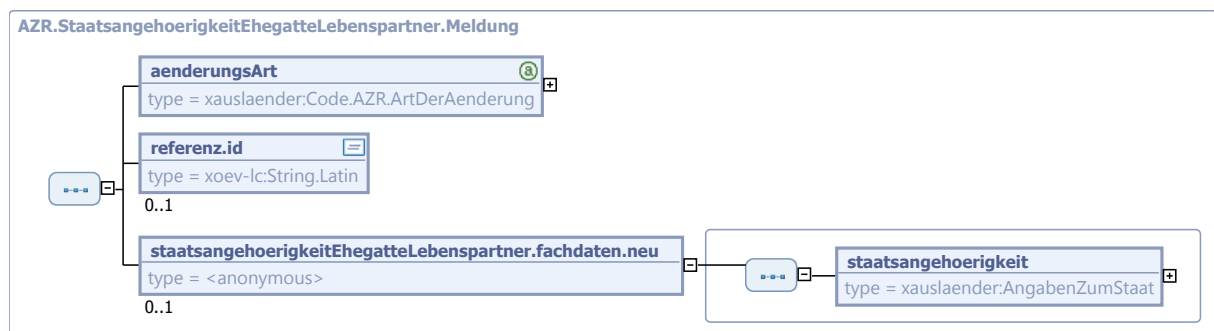 AZR.StaatsangehoerigkeitEhegatteLebenspartner.Meldung
aenderungsArt
type = xauslaender:Code.AZR.ArtDerAenderung
referenz.id
type = xoev-lc:String.Latin
0..1
staatsangehoerigkeitEhegatteLebenspartner.fachdaten.neu
type = <anonymous>
0..1
staatsangehoerigkeit
type = xauslaender:AngabenZumStaat